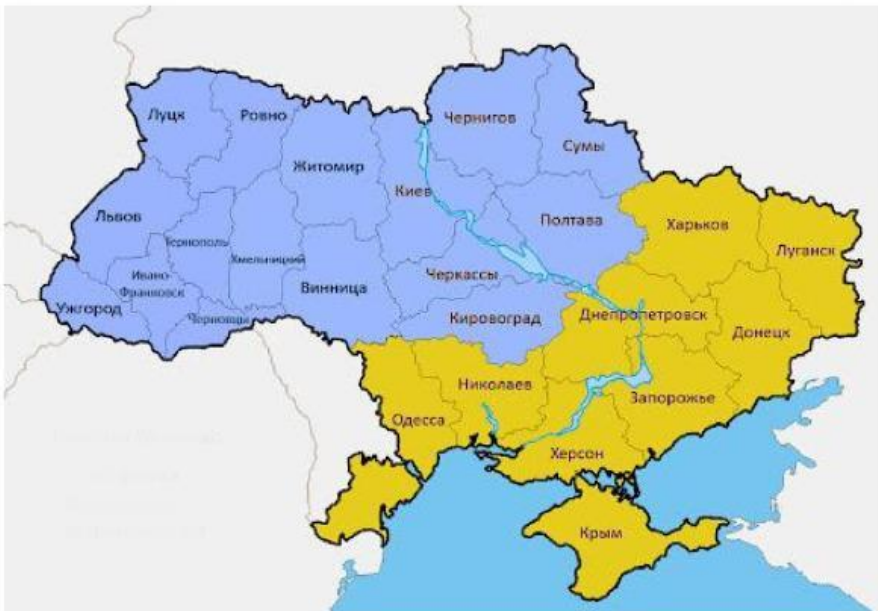 Луцк
Ровно
Чернигов
Сумы
Житомир
Киев
Львов
Тернополь
Хмельницкий
Полтава
Харьков
Луганск
Ивано-
Франковск
Черкассы
Винница
Ужгород
Черновцы
Кировоград
Днепропетровск
Донецк
Николаев
Запорожье
Одесса
Херсон
Крым